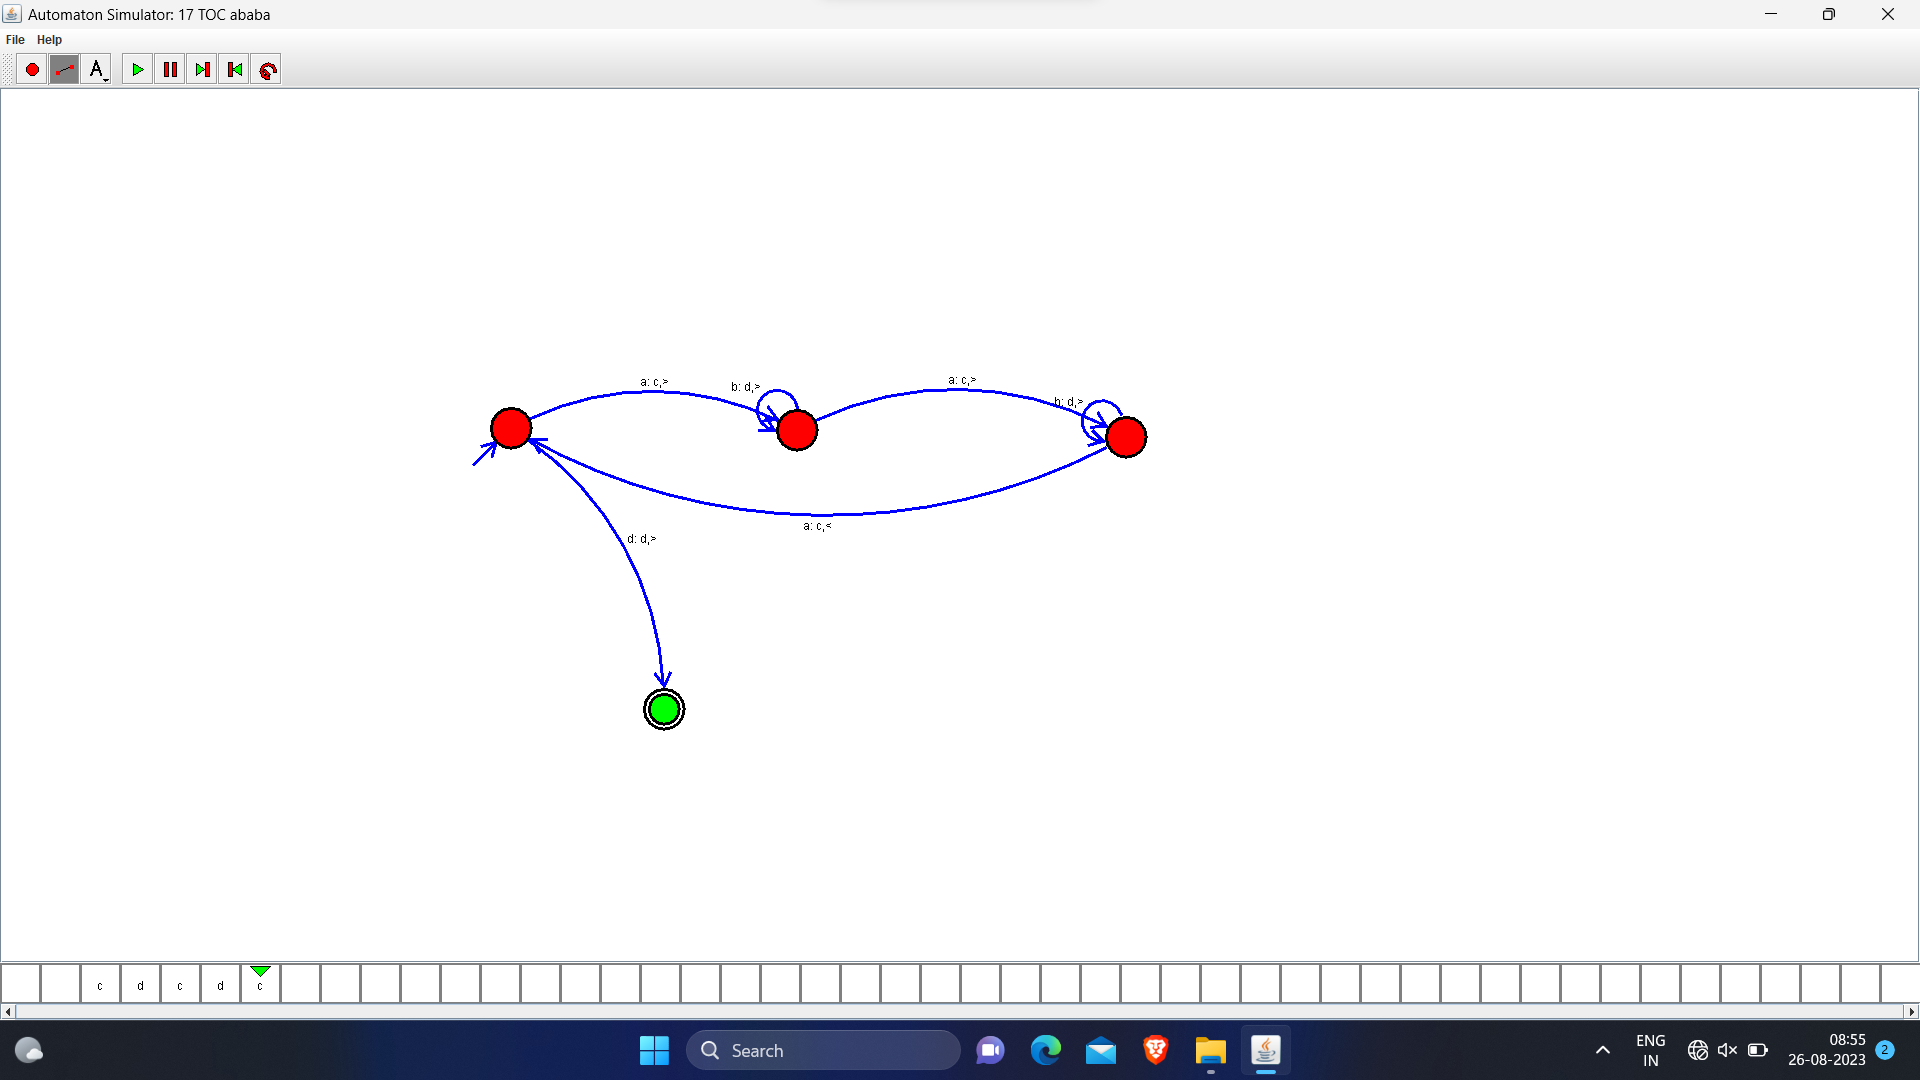 Automaton Simulator: 17 TOC ababa
File Help
A
a: c,>
b: d,>
a: c,>
b: d,>
a: c,<
d: d,>
c d c d c
Search
ENG
IN
08:55
26-08-2023
2